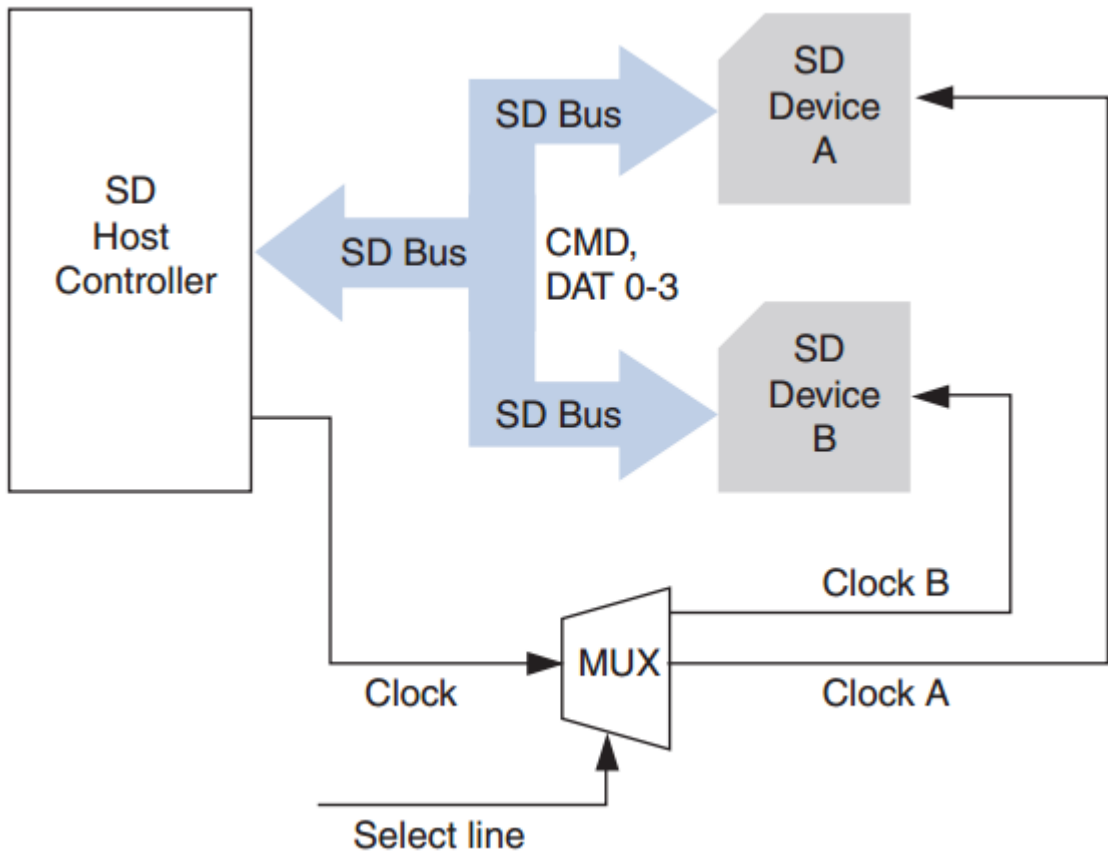 SD
Host
Controller
SD Bus
SD Bus
CMD,
DAT 0-3
SD Bus
SD
Device
A
SD
Device
B
Clock B
MUX
Clock
Clock A
Select line